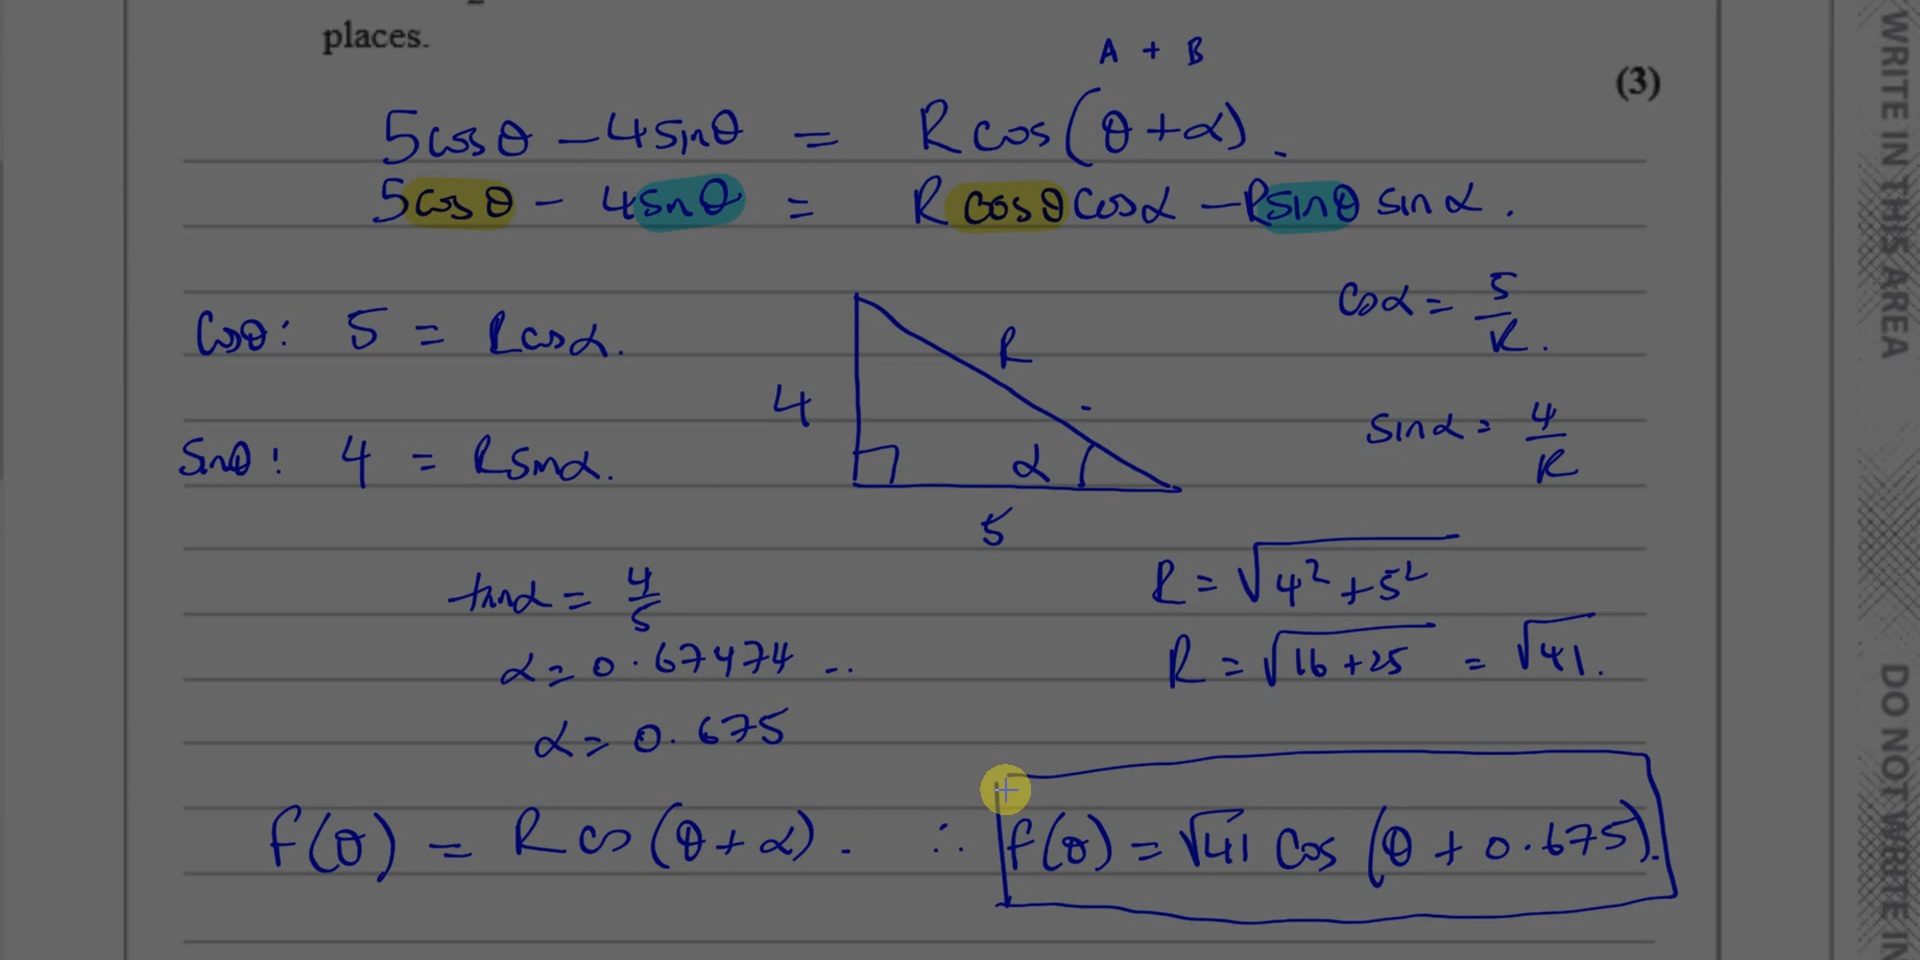 places.
A + B
(3)
5cosθ - 4sinθ = Rcos(θ+α).
5cosθ - 4sinθ = Rcosθcosα - Rsinθ sinα.
Cosθ: 5 = Rcosα.
Sinθ: 4 = Rsinα.
4
R
α
5
Coα = 5/R.
Sinα = 4/R
tanα = 4/5
α = 0.67474 ...
α = 0.675
R = √4² + 5²
R = √16 + 25 = √41.
f(θ) = Rcos(θ+α). ∴ f(θ) = √41 Cos (θ + 0.675).
WRITE IN THIS AREA
DO NOT WRITE IN